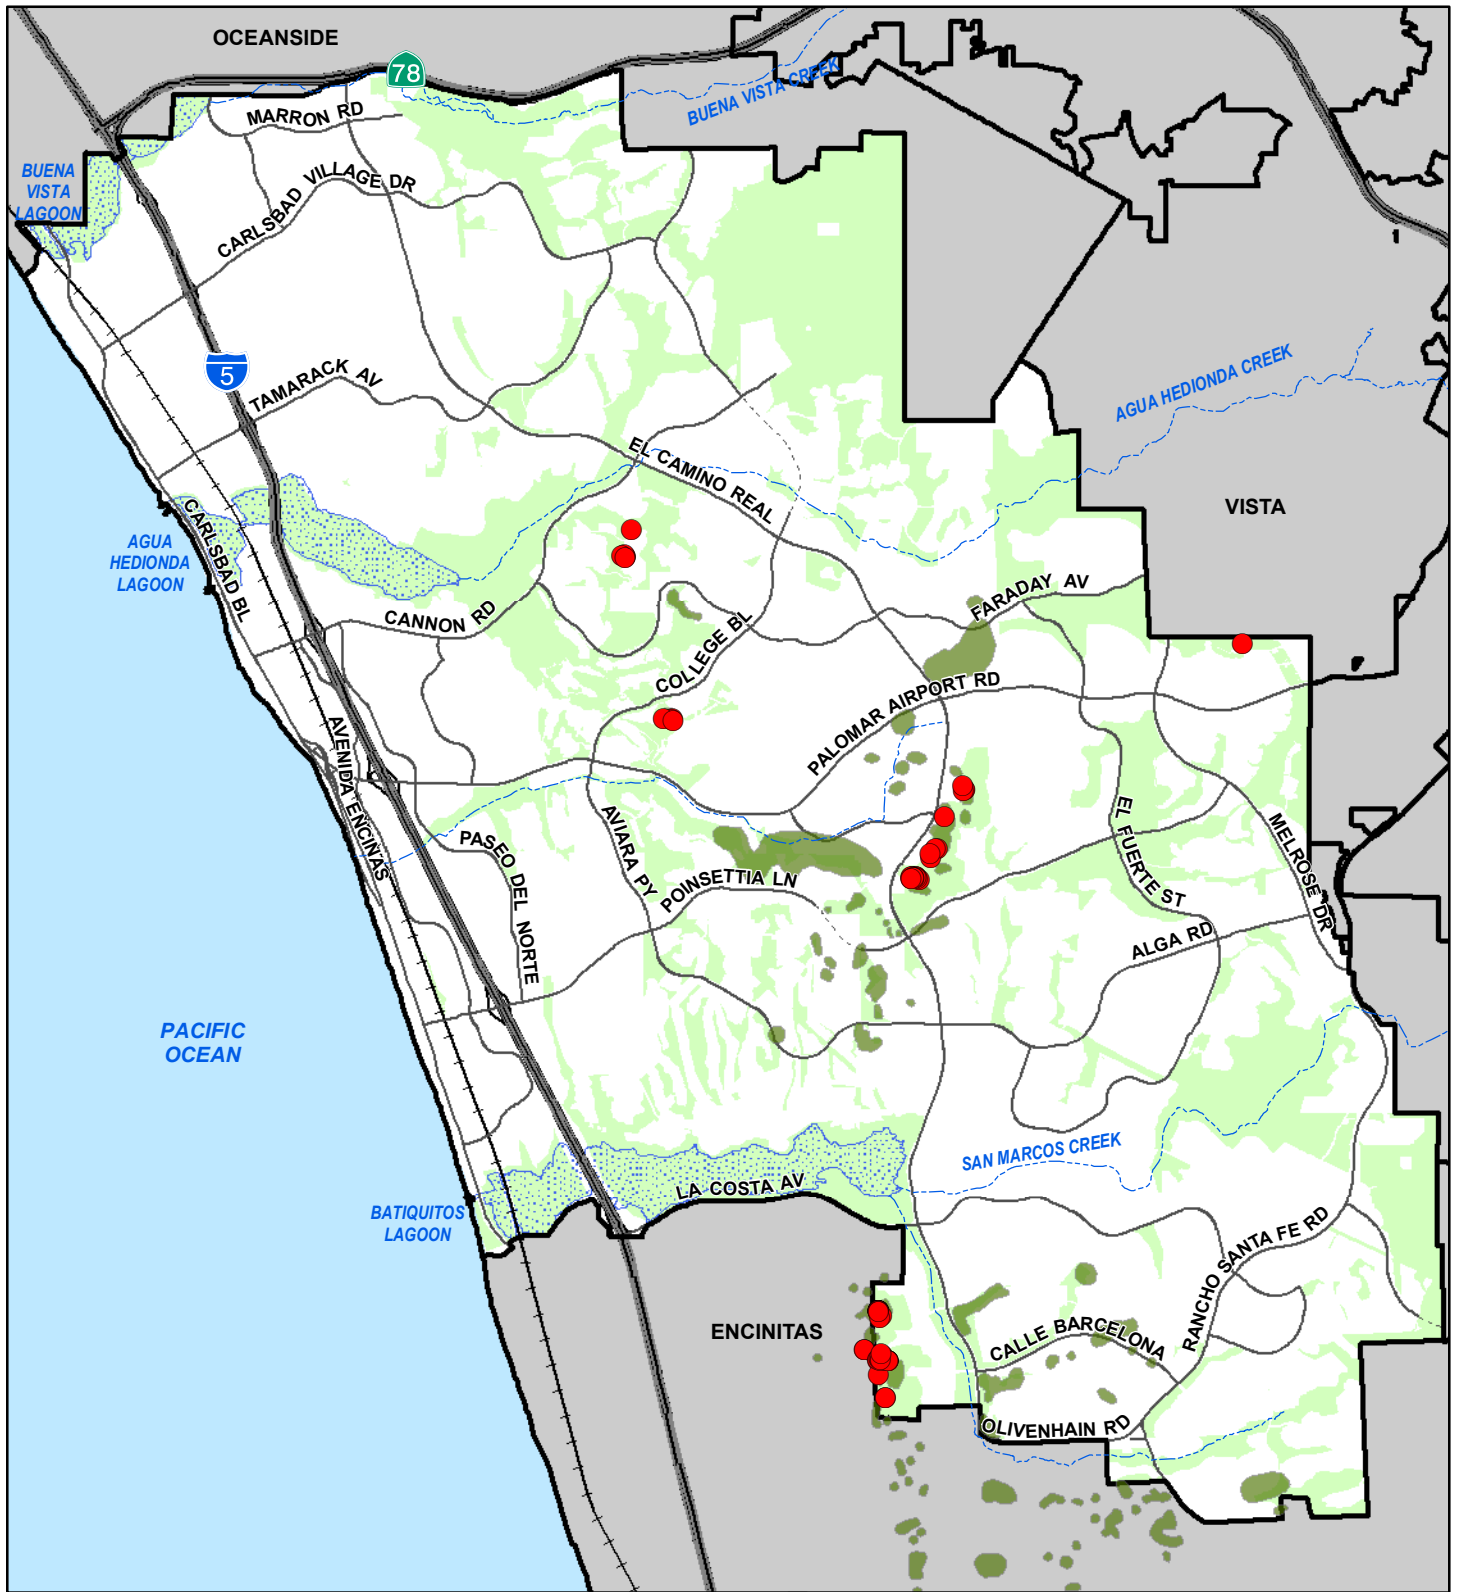 OCEANSIDE
78
BUENA VISTA CREEK
MARRON RD
BUENA
VISTA
LAGOON
CARLSBAD VILLAGE DR
5
TAMARACK AV
AGUA HEDIONDA CREEK
EL CAMINO REAL
VISTA
CARLSBAD BL
AGUA
HEDIONDA
LAGOON
CANNON RD
FARADAY AV
COLLEGE BL
PALOMAR AIRPORT RD
AVENIDA ENCINAS
PASEO DEL NORTE
AVIARA PY
POINSETTIA LN
EL FUERTE ST
MELROSE DR
ALGA RD
PACIFIC
OCEAN
SAN MARCOS CREEK
LA COSTA AV
BATIQUITOS
LAGOON
RANCHO SANTA FE RD
ENCINITAS
CALLE BARCELONA
OLIVENHAIN RD